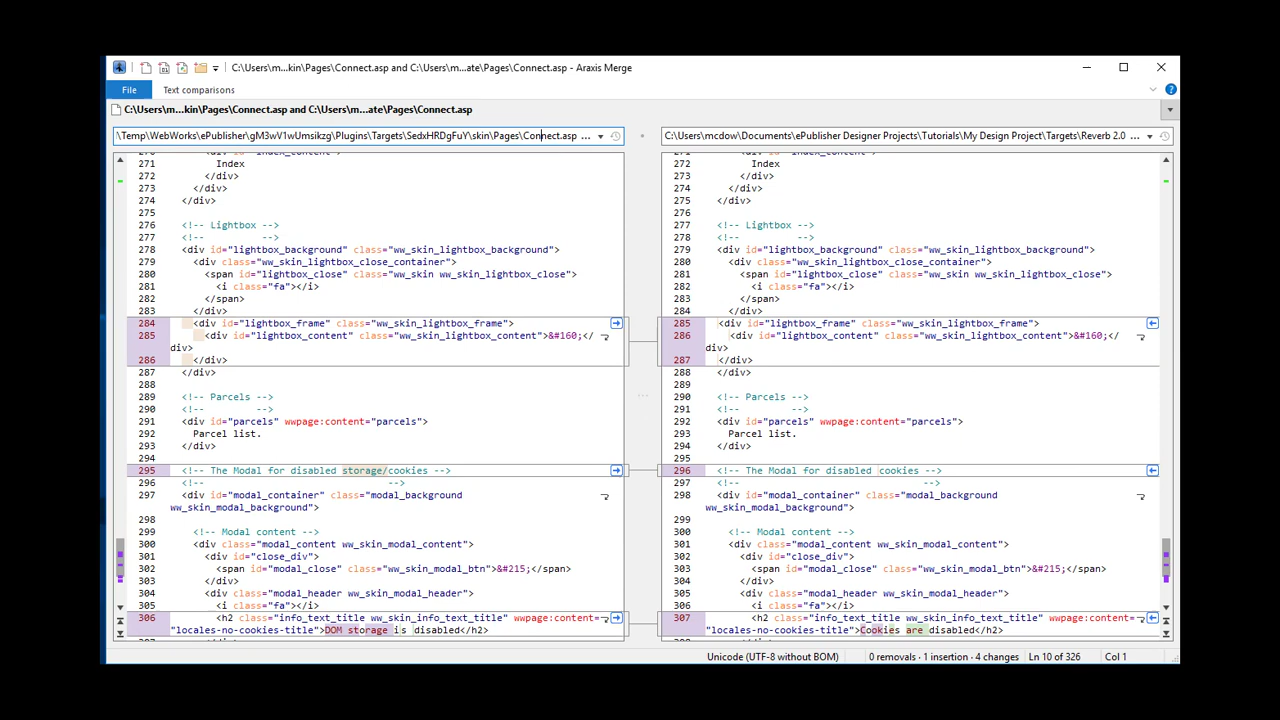 C:\Users\m...kin\Pages\Connect.asp and C:\Users\m...ate\Pages\Connect.asp - Araxis Merge
File Text comparisons
C:\Users\m...kin\Pages\Connect.asp and C:\Users\m...ate\Pages\Connect.asp
\Temp\WebWorks\ePublisher\gM3wV1wUmsikzg\Plugins\Targets\SedxHRDgFuY\skin\Pages\Connect.asp ...
271 Index
272 </div>
273 </div>
274 </div>
275
276 <!-- Lightbox -->
277 <!-- -->
278 <div id="lightbox_background" class="ww_skin_lightbox_background">
279 <div class="ww_skin_lightbox_close_container">
280 <span id="lightbox_close" class="ww_skin ww_skin_lightbox_close">
281 <i class="fa"></i>
282 </span>
283 </div>
284 <div id="lightbox_frame" class="ww_skin_lightbox_frame">
285 <div id="lightbox_content" class="ww_skin_lightbox_content">&#160;</
div>
286 </div>
287 </div>
288
289 <!-- Parcels -->
290 <!-- -->
291 <div id="parcels" wwpage:content="parcels">
292 Parcel list.
293 </div>
294
295 <!-- The Modal for disabled storage/cookies -->
296 <!-- -->
297 <div id="modal_container" class="modal_background
ww_skin_modal_background">
298
299 <!-- Modal content -->
300 <div class="modal_content ww_skin_modal_content">
301 <div id="close_div">
302 <span id="modal_close" class="ww_skin_modal_btn">&#215;</span>
303 </div>
304 <div class="modal_header ww_skin_modal_header">
305 <i class="fa"></i>
306 <h2 class="info_text_title ww_skin_info_text_title" wwpage:content=
"locales-no-cookies-title">DOM storage is disabled</h2>
C:\Users\mcdow\Documents\ePublisher Designer Projects\Tutorials\My Design Project\Targets\Reverb 2.0 ...
272 Index
273 </div>
274 </div>
275 </div>
276
277 <!-- Lightbox -->
278 <!-- -->
279 <div id="lightbox_background" class="ww_skin_lightbox_background">
280 <div class="ww_skin_lightbox_close_container">
281 <span id="lightbox_close" class="ww_skin ww_skin_lightbox_close">
282 <i class="fa"></i>
283 </span>
284 </div>
285 <div id="lightbox_frame" class="ww_skin_lightbox_frame">
286 <div id="lightbox_content" class="ww_skin_lightbox_content">&#160;</
div>
287 </div>
288 </div>
289
290 <!-- Parcels -->
291 <!-- -->
292 <div id="parcels" wwpage:content="parcels">
293 Parcel list.
294 </div>
295
296 <!-- The Modal for disabled cookies -->
297 <!-- -->
298 <div id="modal_container" class="modal_background
ww_skin_modal_background">
299
300 <!-- Modal content -->
301 <div class="modal_content ww_skin_modal_content">
302 <div id="close_div">
303 <span id="modal_close" class="ww_skin_modal_btn">&#215;</span>
304 </div>
305 <div class="modal_header ww_skin_modal_header">
306 <i class="fa"></i>
307 <h2 class="info_text_title ww_skin_info_text_title" wwpage:content=
"locales-no-cookies-title">Cookies are disabled</h2>
Unicode (UTF-8 without BOM) 0 removals · 1 insertion · 4 changes Ln 10 of 326 Col 1